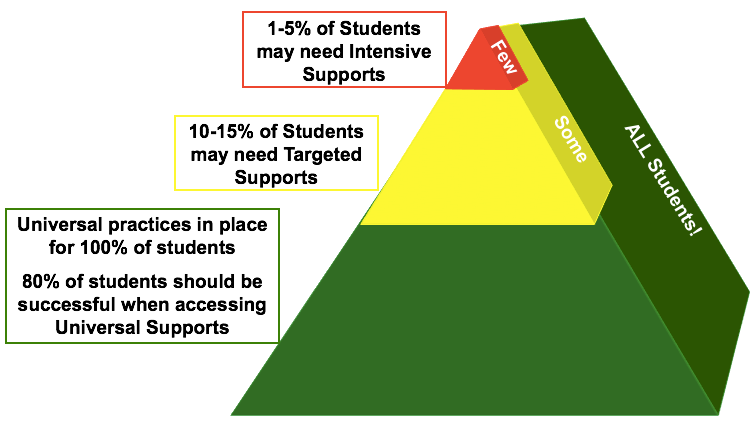 1-5% of Students
may need Intensive
Supports
Few
10-15% of Students
may need Targeted
Supports
Some
ALL Students!
Universal practices in place
for 100% of students
80% of students should be
successful when accessing
Universal Supports